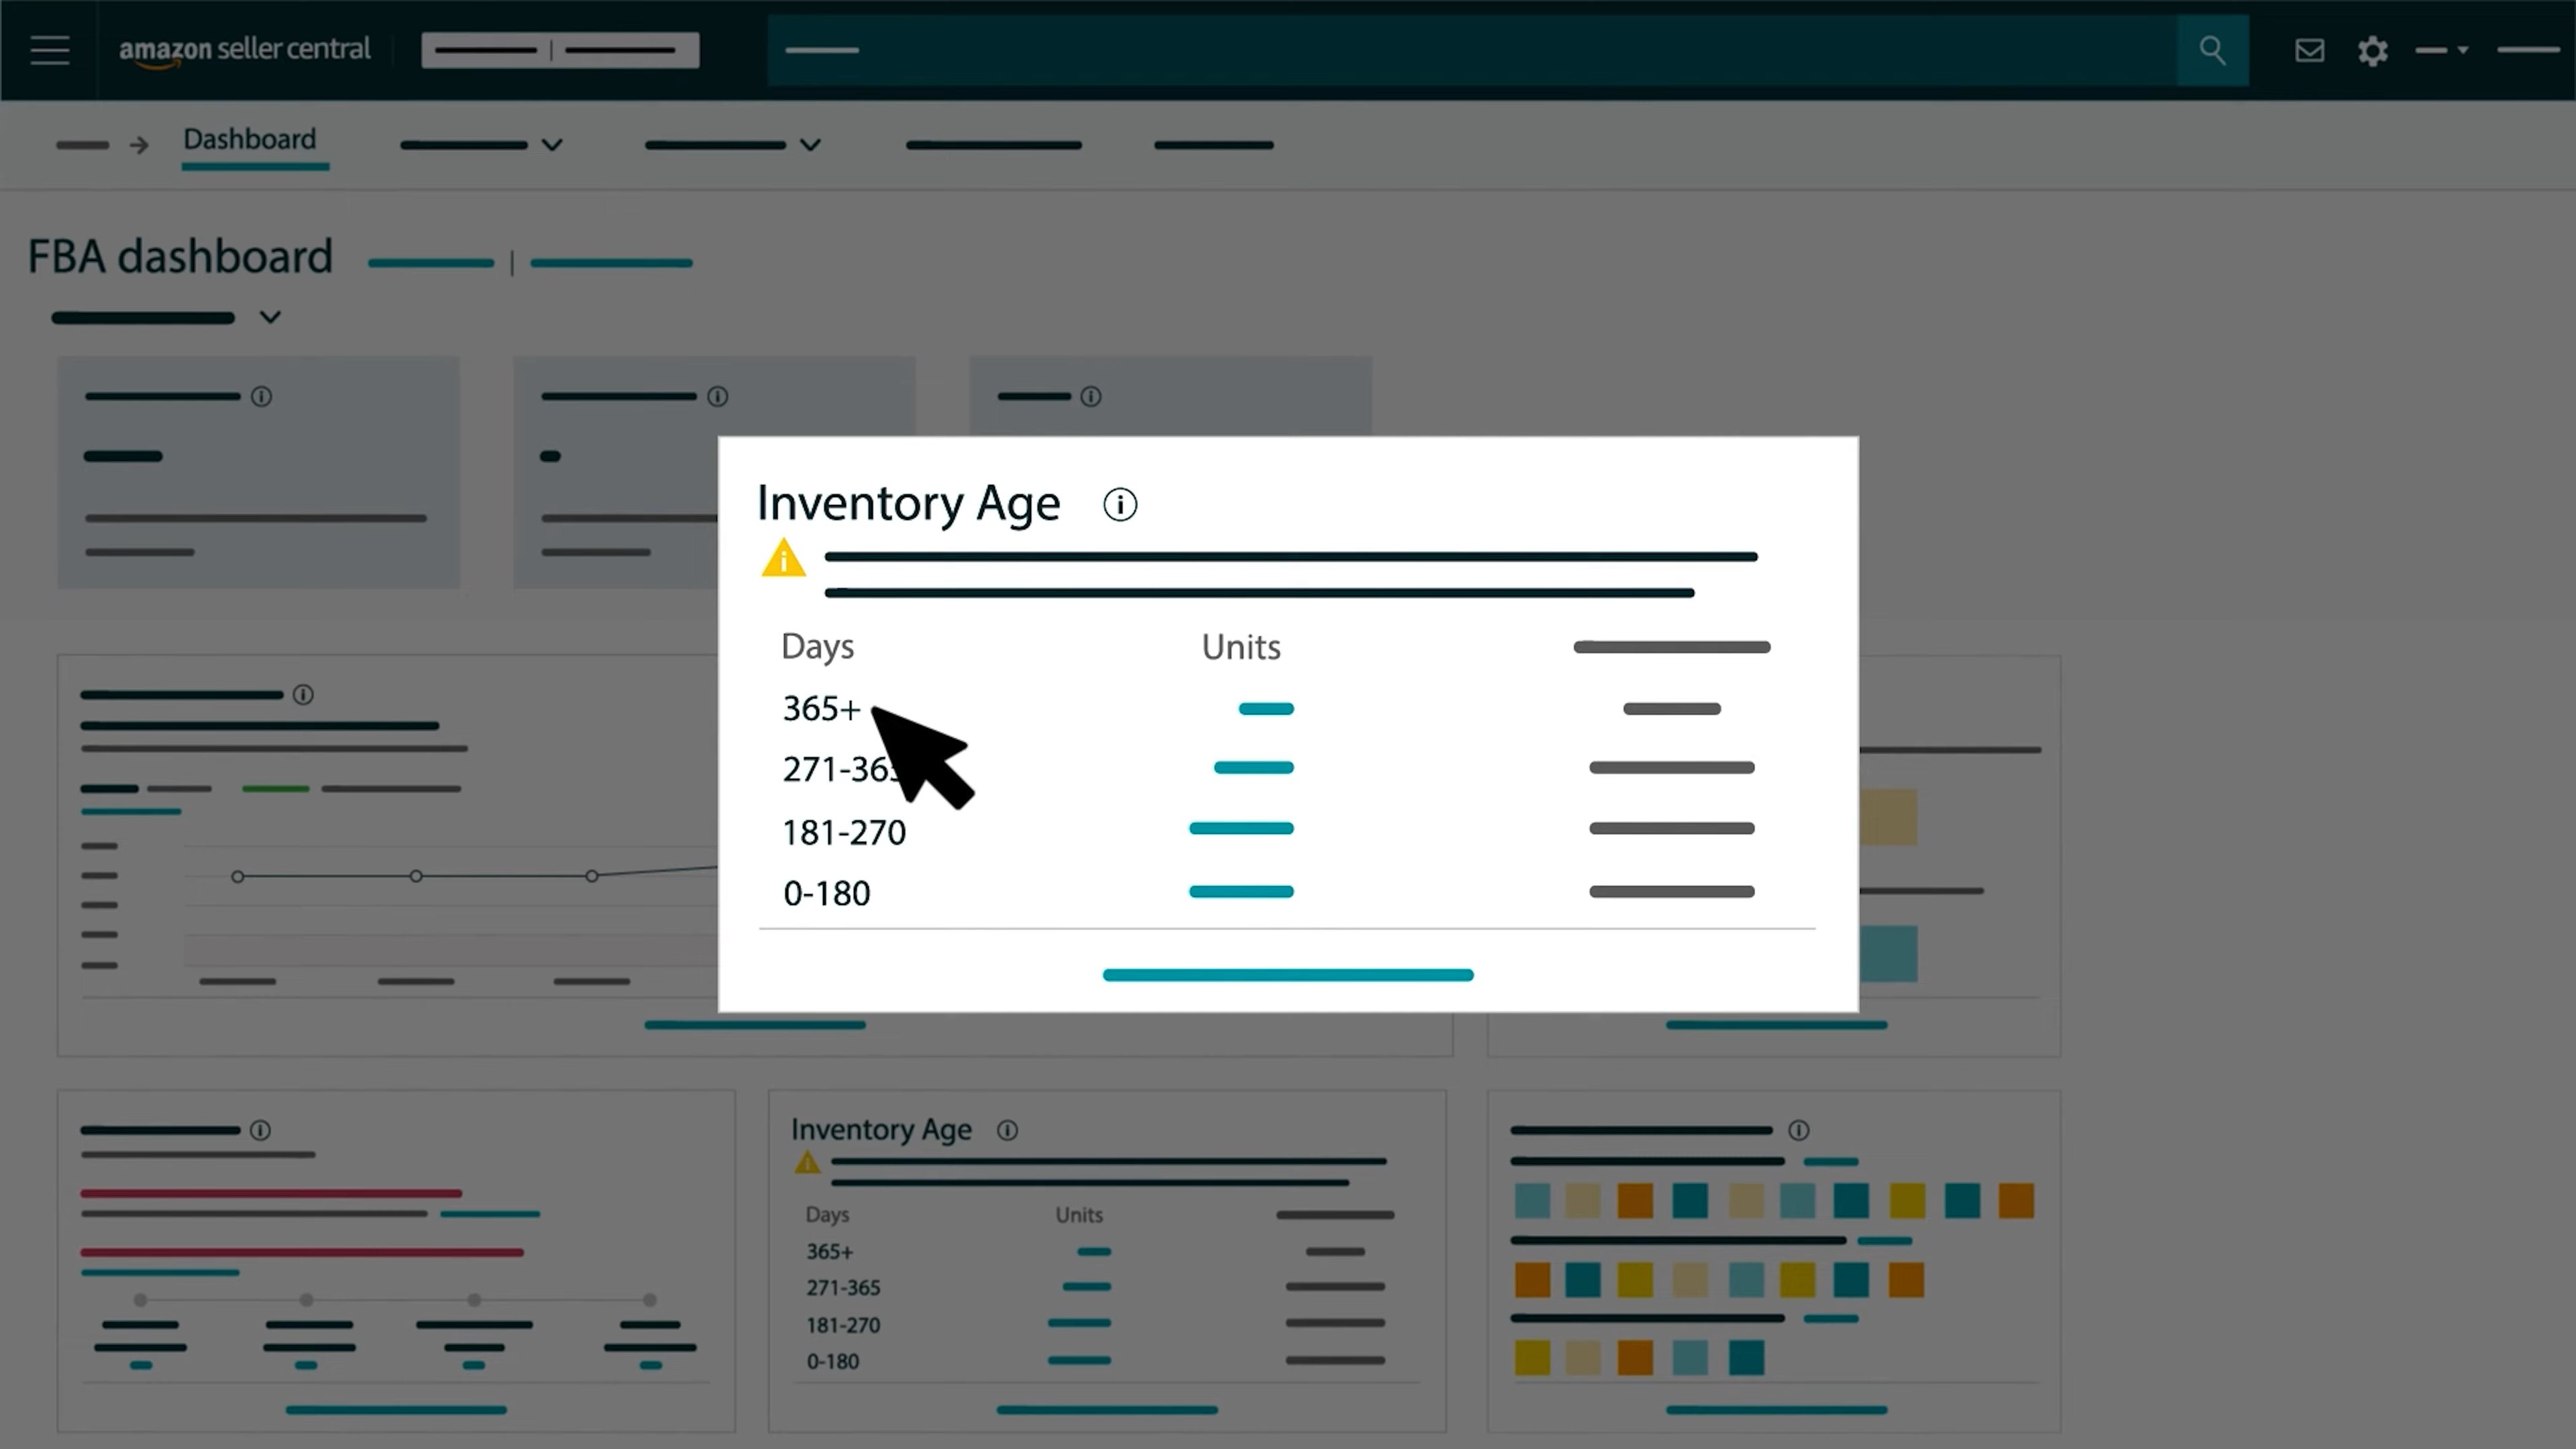 amazon seller central
Dashboard
FBA dashboard
Inventory Age
Days Units
365+
271-365
181-270
0-180
Inventory Age
Days Units
365+
271-365
181-270
0-180